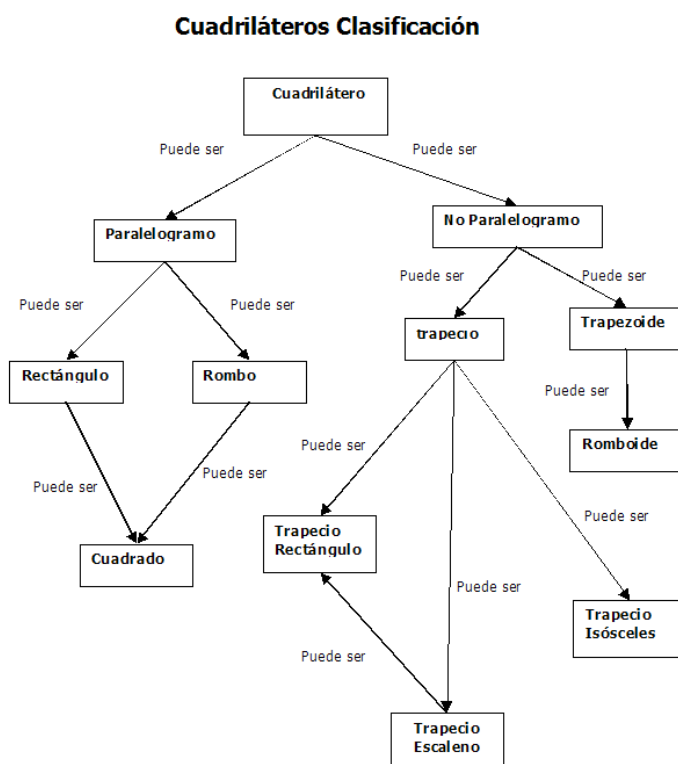 Cuadriláteros Clasificación
Cuadrilátero
Puede ser
Puede ser
Paralelogramo
No Paralelogramo
Puede ser
Puede ser
Puede ser
Puede ser
trapecio
Trapezoide
Rectángulo
Rombo
Puede ser
Romboide
Puede ser
Puede ser
Puede ser
Puede ser
Trapecio
Rectángulo
Cuadrado
Puede ser
Trapecio
Isósceles
Puede ser
Trapecio
Escaleno